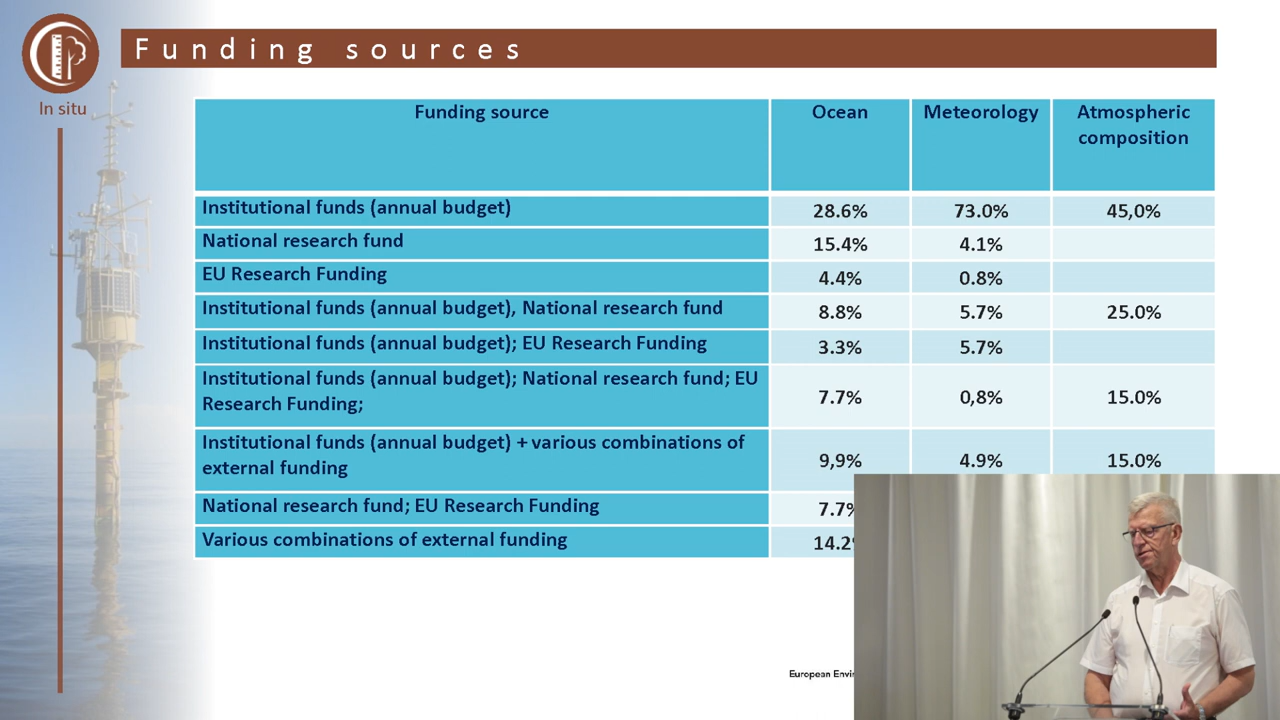 Funding sources
In situ
Funding source Ocean Meteorology Atmospheric
composition
Institutional funds (annual budget) 28.6% 73.0% 45,0%
National research fund 15.4% 4.1%
EU Research Funding 4.4% 0.8%
Institutional funds (annual budget), National research fund 8.8% 5.7% 25.0%
Institutional funds (annual budget); EU Research Funding 3.3% 5.7%
Institutional funds (annual budget); National research fund; EU
Research Funding; 7.7% 0,8% 15.0%
Institutional funds (annual budget) + various combinations of
external funding 9,9% 4.9% 15.0%
National research fund; EU Research Funding 7.7%
Various combinations of external funding 14.2
European